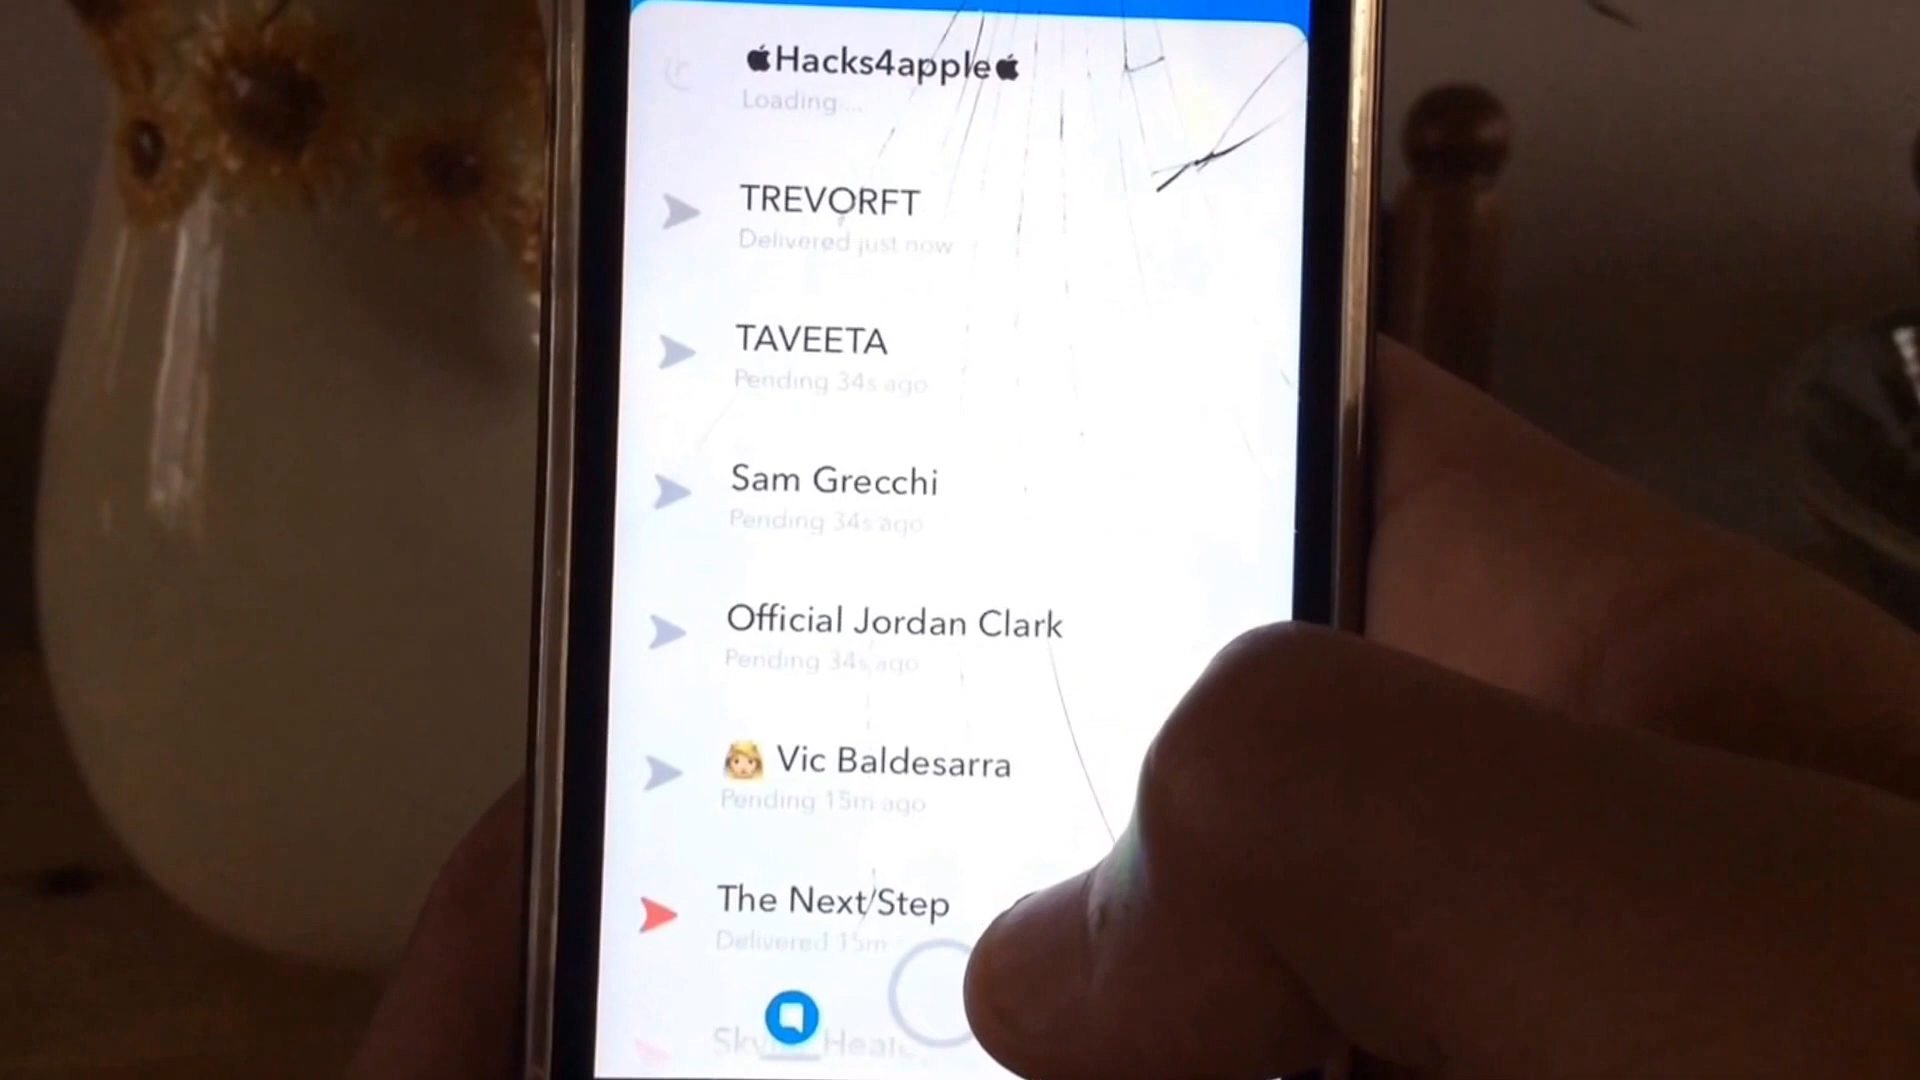 Hacks4apple
Loading ...
TREVORFT
Delivered just now
TAVEETA
Pending 34s ago
Sam Grecchi
Pending 34s ago
Official Jordan Clark
Pending 34s ago
Vic Baldesarra
Pending 15m ago
The Next Step
Delivered 15m